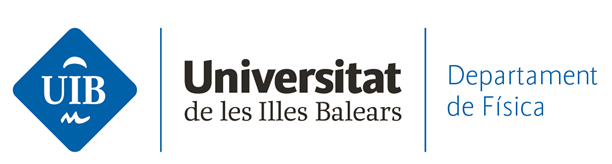 UIB
Universitat
de les Illes Balears
Departament
de Física